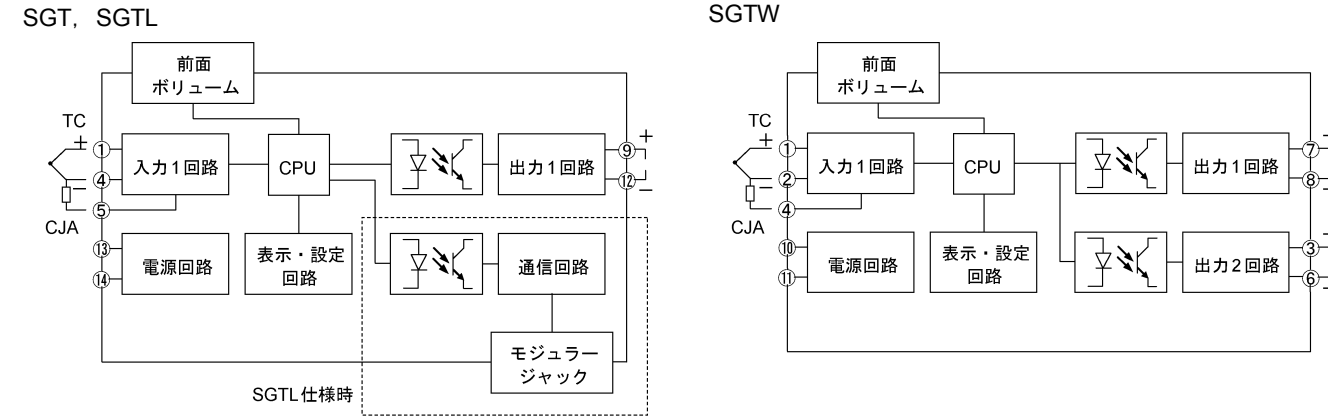 SGT, SGTL
前面
ボリューム
TC
+
①
④
−
⑤
CJA
入力1回路
CPU
出力1回路
⑨
+
⑫
−
⑬
⑭
電源回路
表示・設定
回路
通信回路
モジュラー
ジャック
SGTL仕様時
SGTW
前面
ボリューム
TC
+
①
②
−
④
CJA
入力1回路
CPU
出力1回路
⑦
⑧
⑩
⑪
電源回路
表示・設定
回路
出力2回路
③
⑥